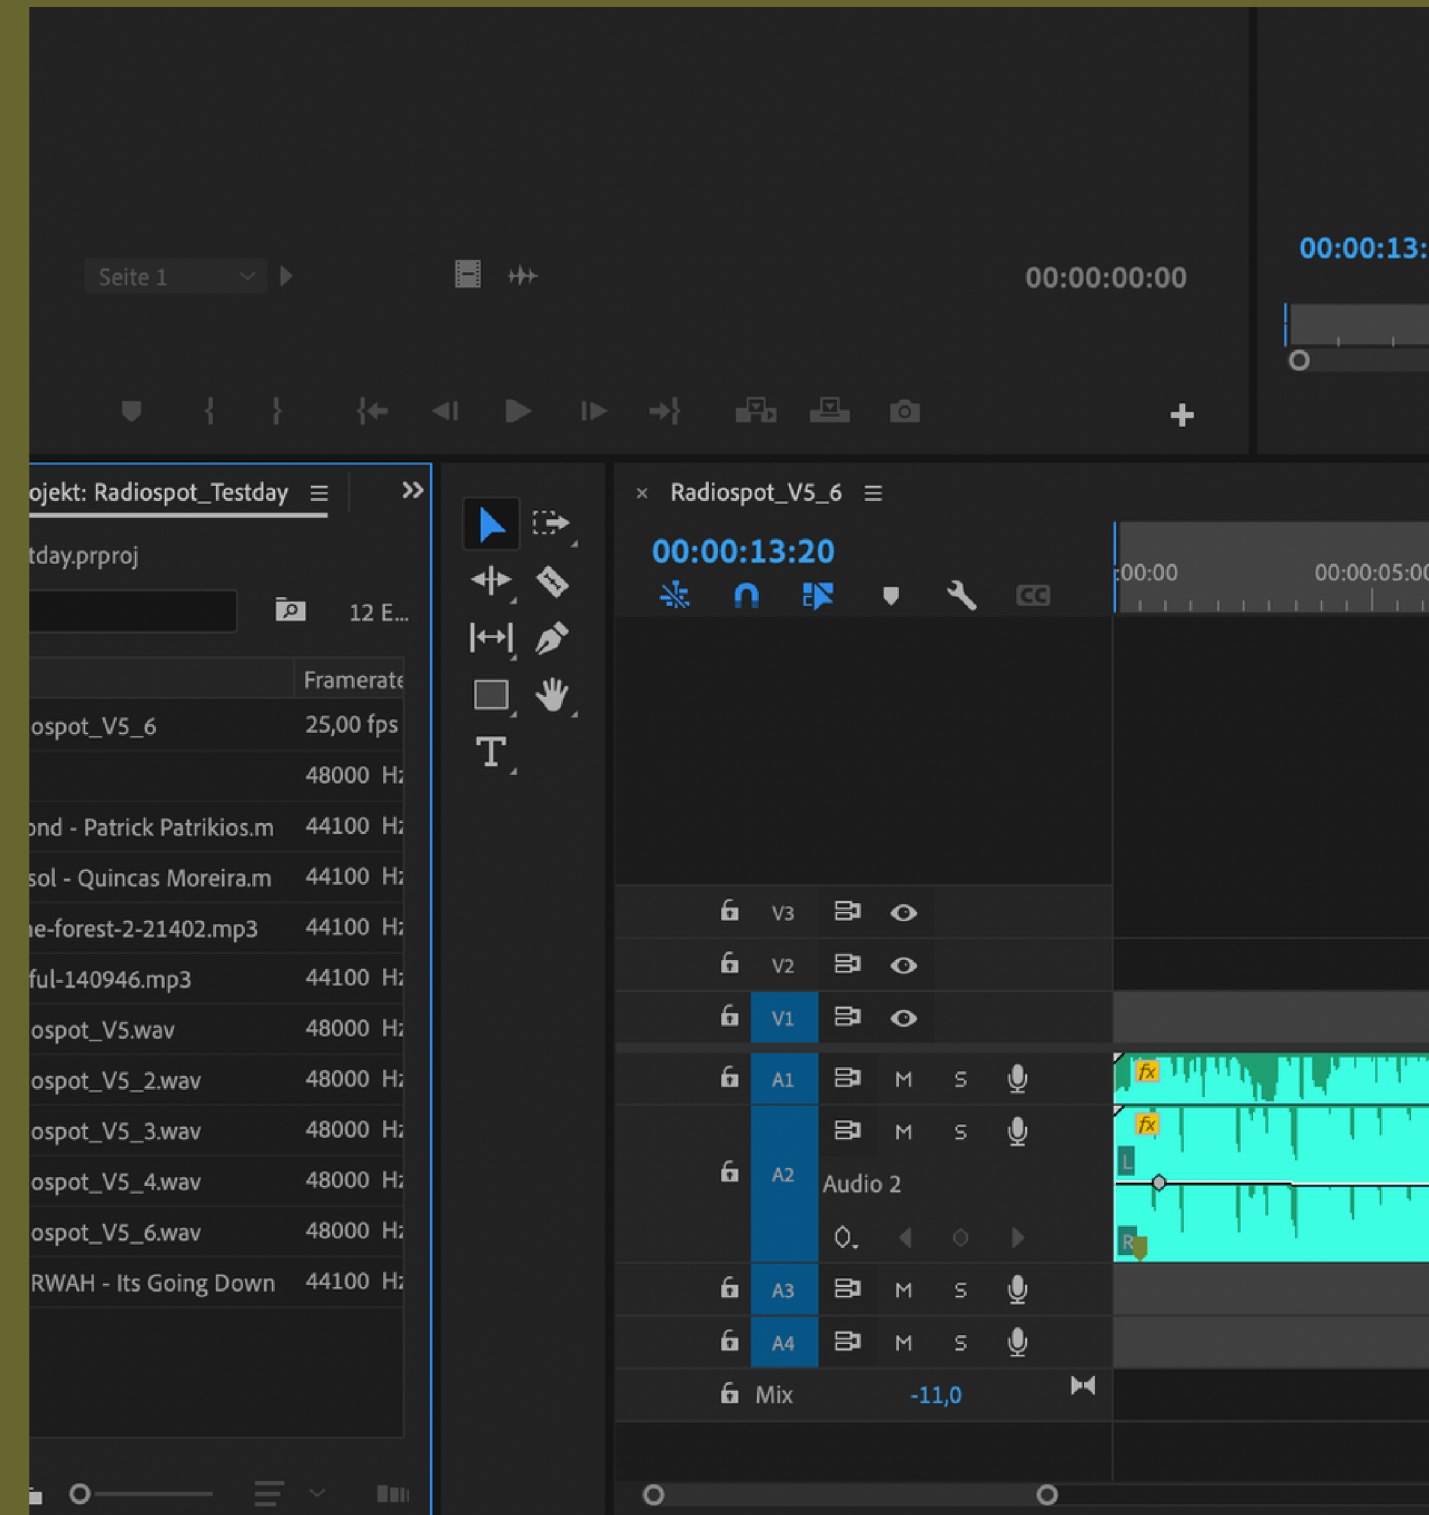 00:00:13:
Seite 1
00:00:00:00
ojekt: Radiospot_Testday
tday.prproj
12 E...
Framerate
ospot_V5_6 25,00 fps
48000 Hz
ond - Patrick Patrikios.m 44100 Hz
sol - Quincas Moreira.m 44100 Hz
ne-forest-2-21402.mp3 44100 Hz
ful-140946.mp3 44100 Hz
ospot_V5.wav 48000 Hz
ospot_V5_2.wav 48000 Hz
ospot_V5_3.wav 48000 Hz
ospot_V5_4.wav 48000 Hz
ospot_V5_6.wav 48000 Hz
RWAH - Its Going Down 44100 Hz
T
Radiospot_V5_6
00:00:13:20
CC
:00:00 00:00:05:00
V3
V2
V1
A1 M S fx
M S fx
A2 L
Audio 2
R
A3 M S
A4 M S
Mix -11,0